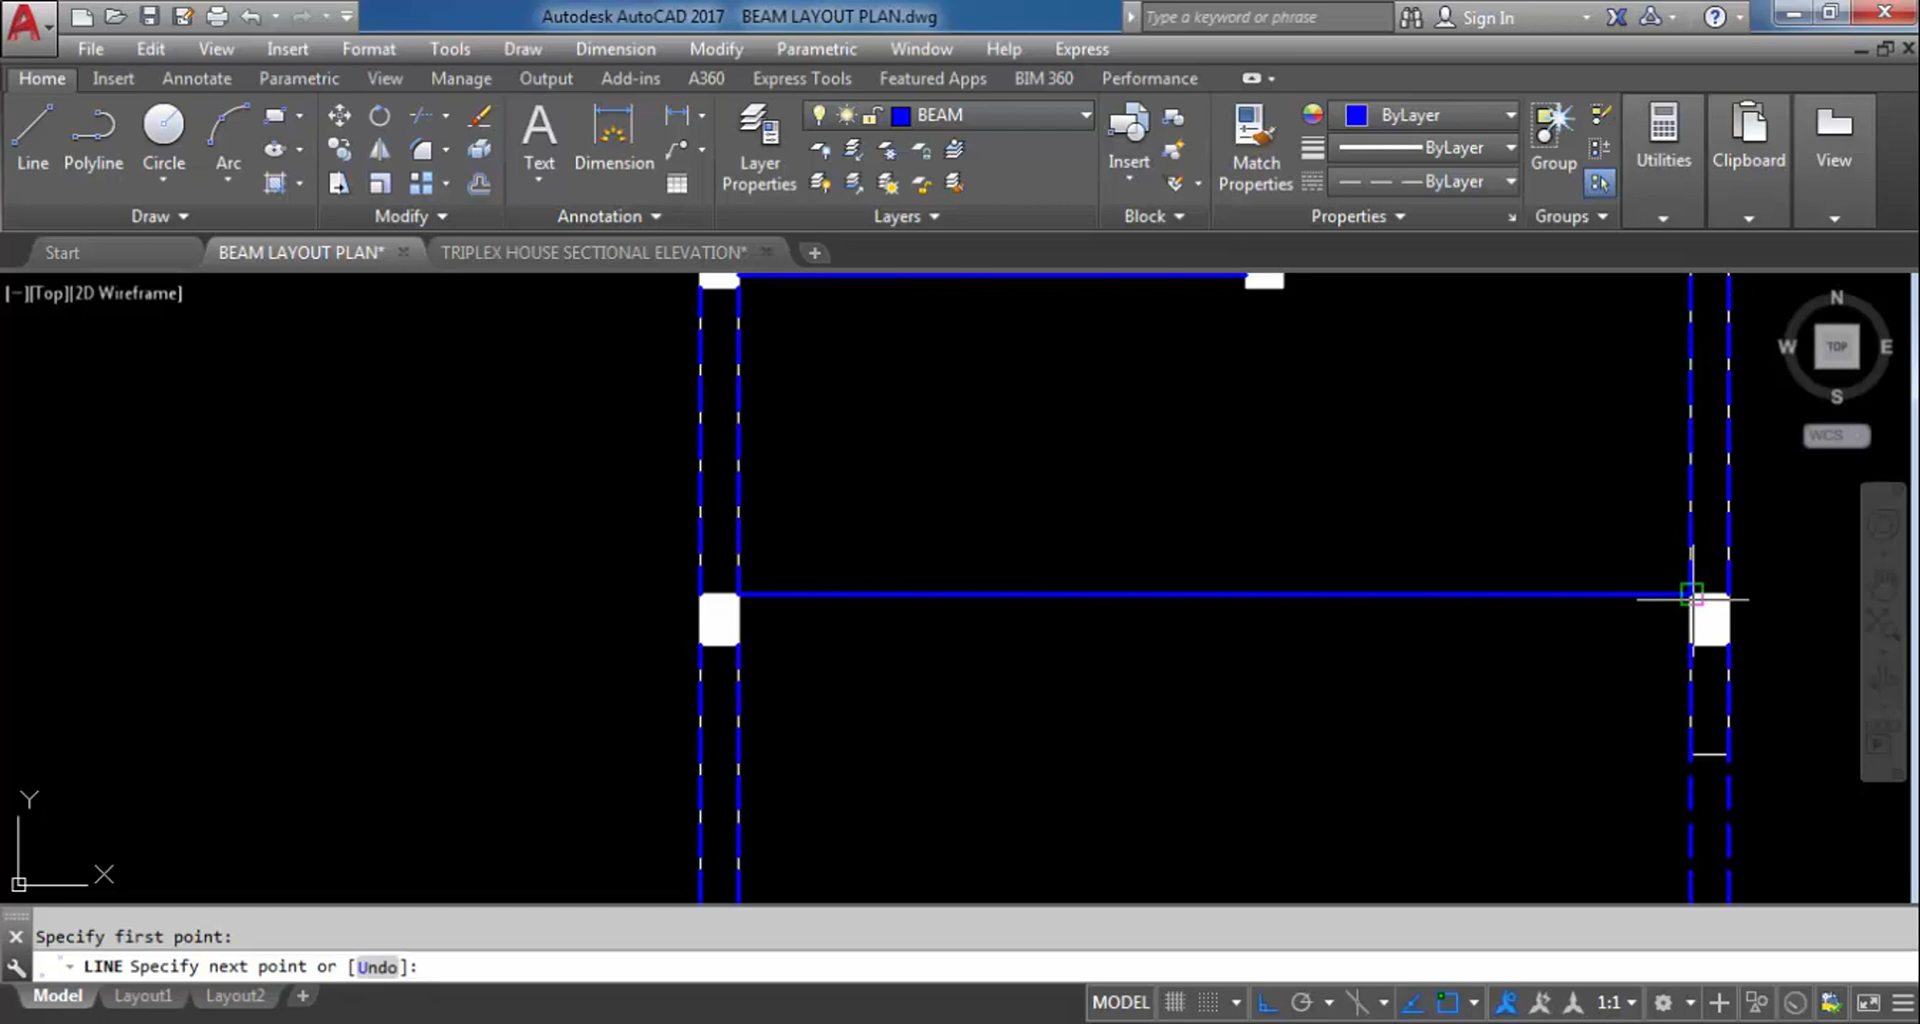 Autodesk AutoCAD 2017 BEAM LAYOUT PLAN.dwg
Type a keyword or phrase
Sign In
File Edit View Insert Format Tools Draw Dimension Modify Parametric Window Help Express
Home Insert Annotate Parametric View Manage Output Add-ins A360 Express Tools Featured Apps BIM 360 Performance
BEAM
ByLayer
Line Polyline Circle Arc
Text Dimension
Layer Properties
Insert
Match Properties
ByLayer
ByLayer
Group
Utilities
Clipboard
View
Draw Modify Annotation Layers Block Properties Groups
Start BEAM LAYOUT PLAN* TRIPLEX HOUSE SECTIONAL ELEVATION*
[−][Top][2D Wireframe]
N
W TOP E
S
WCS
Y
X
Specify first point:
LINE Specify next point or [Undo]:
Model Layout1 Layout2 +
MODEL 1:1